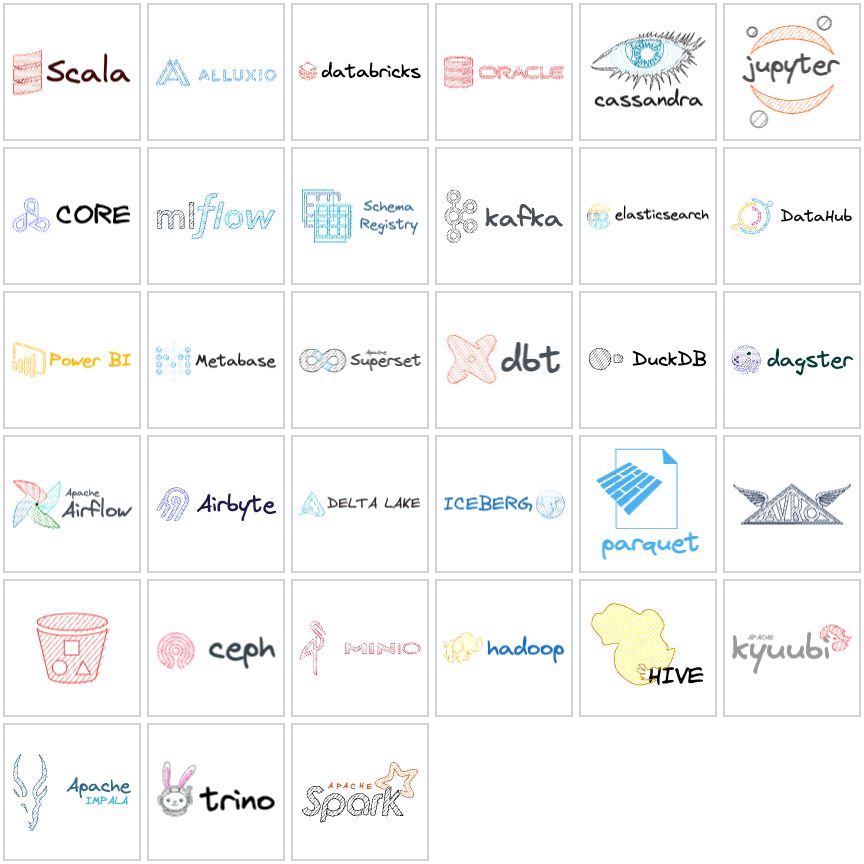 Scala
ALLUXIO
databricks
ORACLE
cassandra
jupyter
CORE
mlflow
Schema
Registry
kafka
elasticsearch
DataHub
Power BI
Metabase
Apache
Superset
dbt
DuckDB
dagster
Apache
Airflow
Airbyte
DELTA LAKE
ICEBERG
parquet
AVRO
ceph
MINIO
hadoop
HIVE
APACHE
kyuubi
Apache
IMPALA
trino
APACHE
Spark